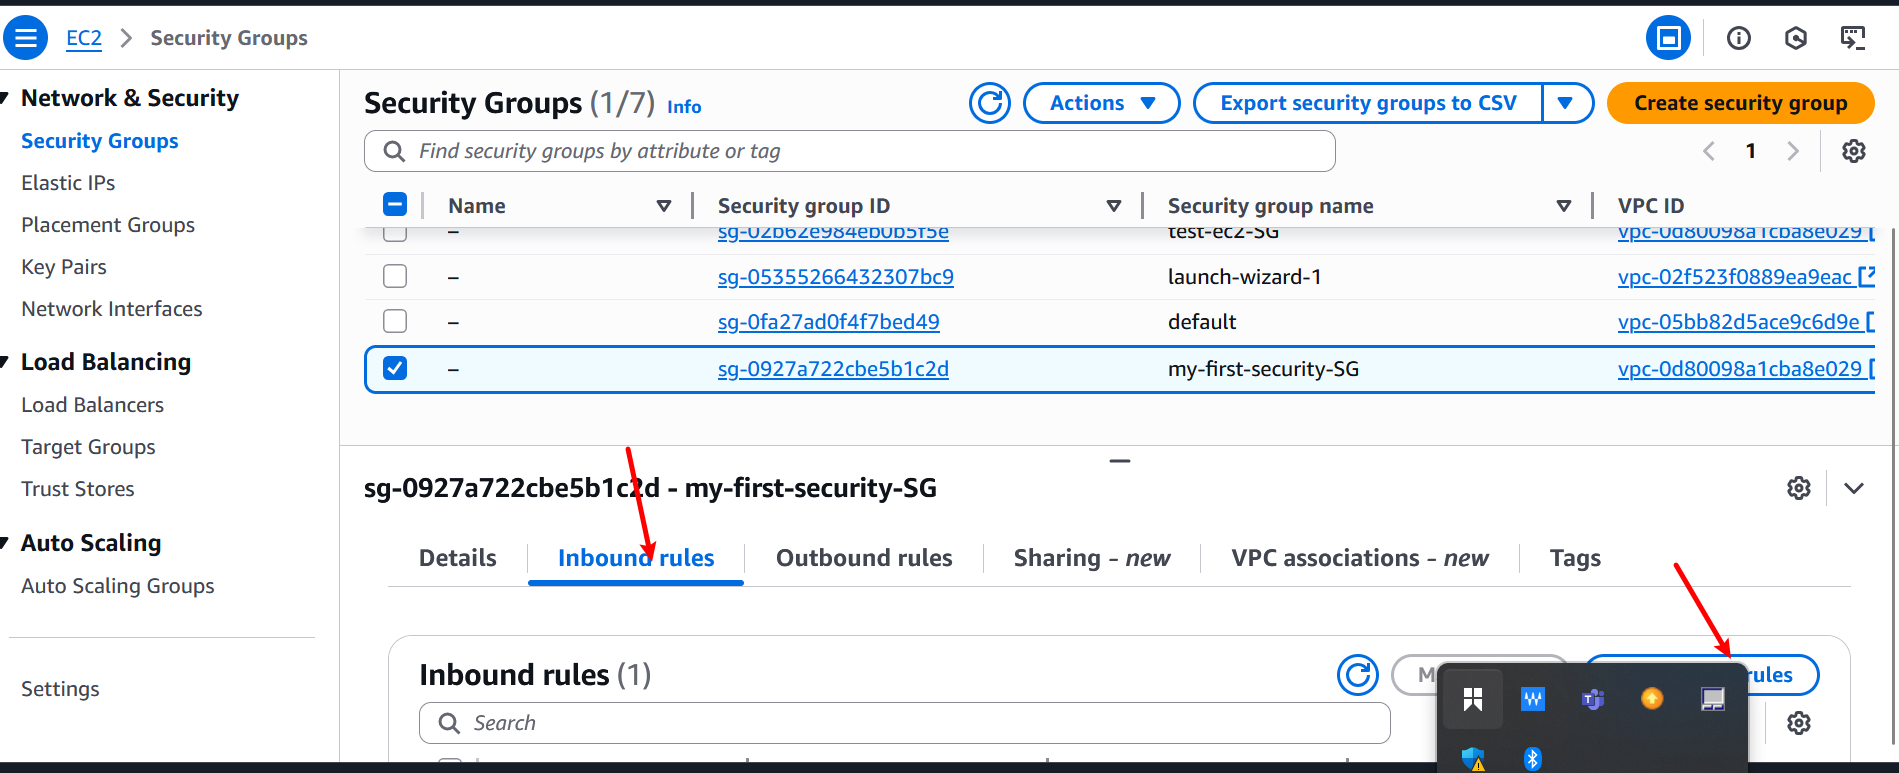 EC2 > Security Groups
Network & Security
Security Groups
Elastic IPs
Placement Groups
Key Pairs
Network Interfaces
Load Balancing
Load Balancers
Target Groups
Trust Stores
Auto Scaling
Auto Scaling Groups
Settings
Security Groups (1/7) Info
Actions
Export security groups to CSV
Create security group
Find security groups by attribute or tag
1
Name Security group ID Security group name VPC ID
– sg-02b62e984eb0b5f5e test-ec2-SG vpc-0d80098a1cba8e029
– sg-05355266432307bc9 launch-wizard-1 vpc-02f523f0889ea9eac
– sg-0fa27ad0f4f7bed49 default vpc-05bb82d5ace9c6d9e
– sg-0927a722cbe5b1c2d my-first-security-SG vpc-0d80098a1cba8e029
sg-0927a722cbe5b1c2d - my-first-security-SG
Details Inbound rules Outbound rules Sharing - new VPC associations - new Tags
Inbound rules (1)
rules
Search